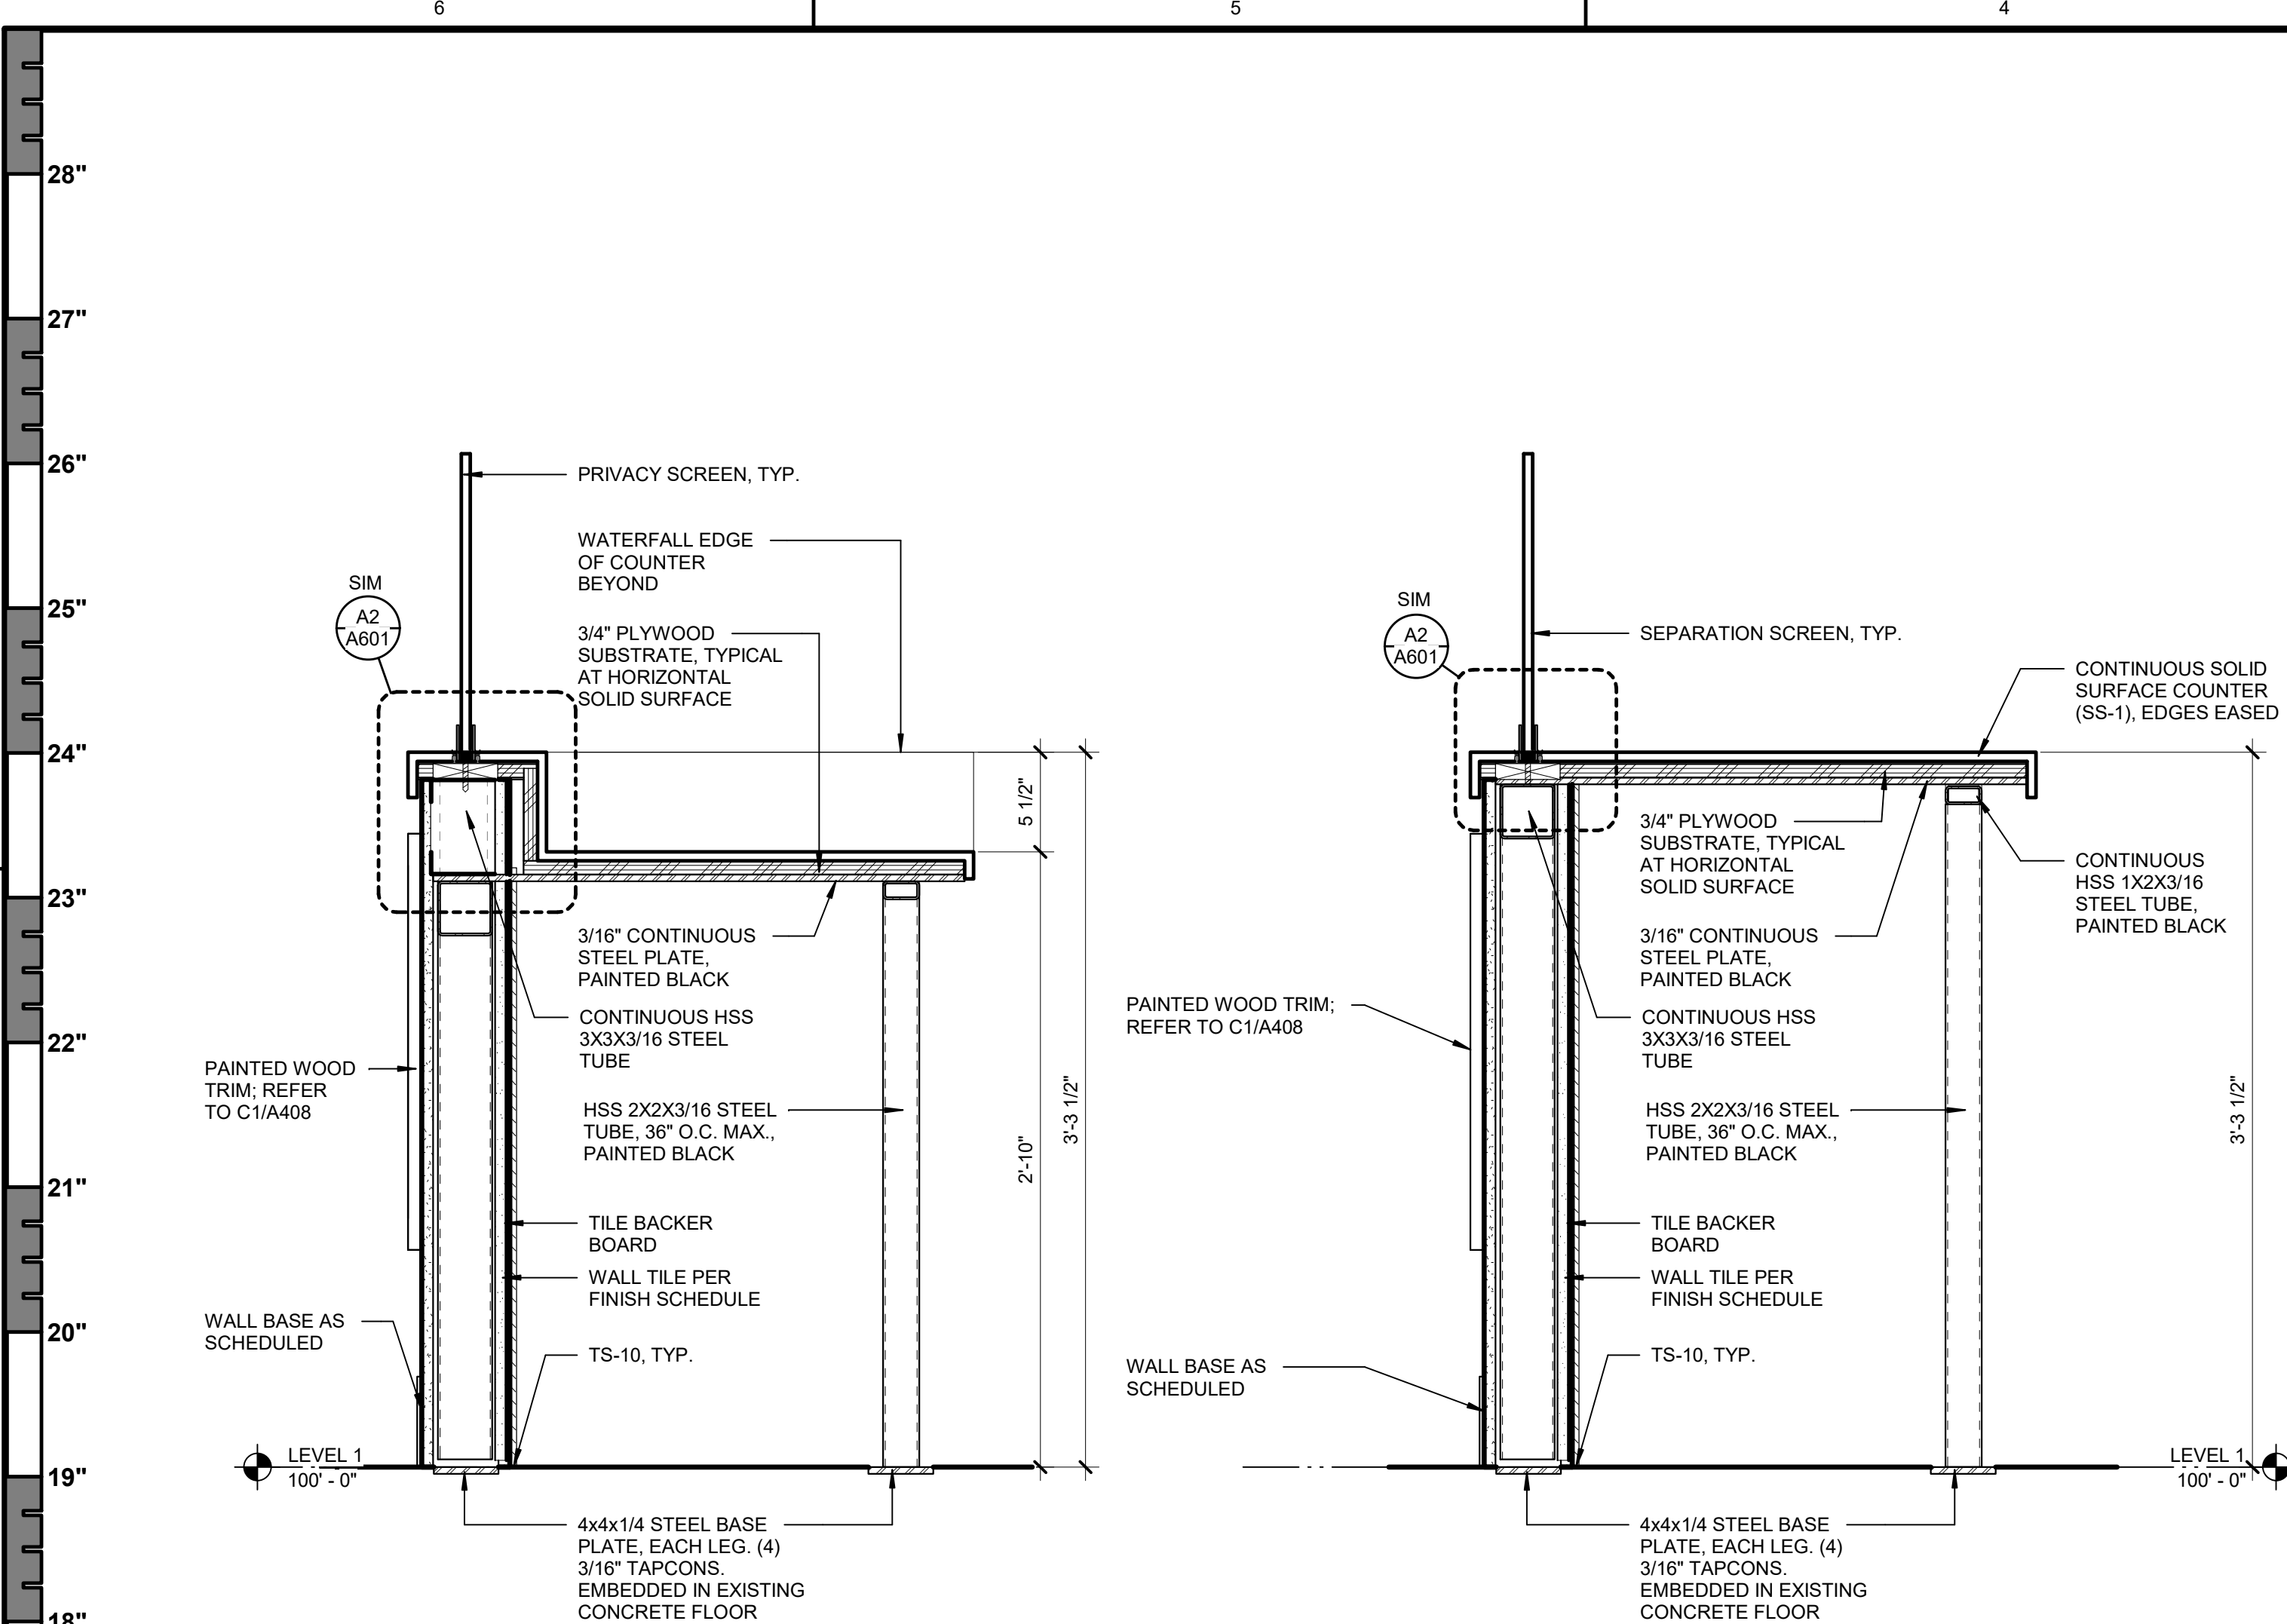 6
5
4
28"
27"
26"
25"
24"
23"
22"
21"
20"
19"
18"
PRIVACY SCREEN, TYP.
WATERFALL EDGE
OF COUNTER
BEYOND
SIM
A2
A601
3/4" PLYWOOD
SUBSTRATE, TYPICAL
AT HORIZONTAL
SOLID SURFACE
5 1/2"
3/16" CONTINUOUS
STEEL PLATE,
PAINTED BLACK
CONTINUOUS HSS
3X3X3/16 STEEL
TUBE
PAINTED WOOD
TRIM; REFER
TO C1/A408
HSS 2X2X3/16 STEEL
TUBE, 36" O.C. MAX.,
PAINTED BLACK
2'-10"
3'-3 1/2"
TILE BACKER
BOARD
WALL TILE PER
FINISH SCHEDULE
WALL BASE AS
SCHEDULED
TS-10, TYP.
LEVEL 1
100' - 0"
4x4x1/4 STEEL BASE
PLATE, EACH LEG. (4)
3/16" TAPCONS.
EMBEDDED IN EXISTING
CONCRETE FLOOR
SIM
A2
A601
SEPARATION SCREEN, TYP.
CONTINUOUS SOLID
SURFACE COUNTER
(SS-1), EDGES EASED
3/4" PLYWOOD
SUBSTRATE, TYPICAL
AT HORIZONTAL
SOLID SURFACE
CONTINUOUS
HSS 1X2X3/16
STEEL TUBE,
PAINTED BLACK
3/16" CONTINUOUS
STEEL PLATE,
PAINTED BLACK
PAINTED WOOD TRIM;
REFER TO C1/A408
CONTINUOUS HSS
3X3X3/16 STEEL
TUBE
HSS 2X2X3/16 STEEL
TUBE, 36" O.C. MAX.,
PAINTED BLACK
3'-3 1/2"
TILE BACKER
BOARD
WALL TILE PER
FINISH SCHEDULE
WALL BASE AS
SCHEDULED
TS-10, TYP.
LEVEL 1
100' - 0"
4x4x1/4 STEEL BASE
PLATE, EACH LEG. (4)
3/16" TAPCONS.
EMBEDDED IN EXISTING
CONCRETE FLOOR